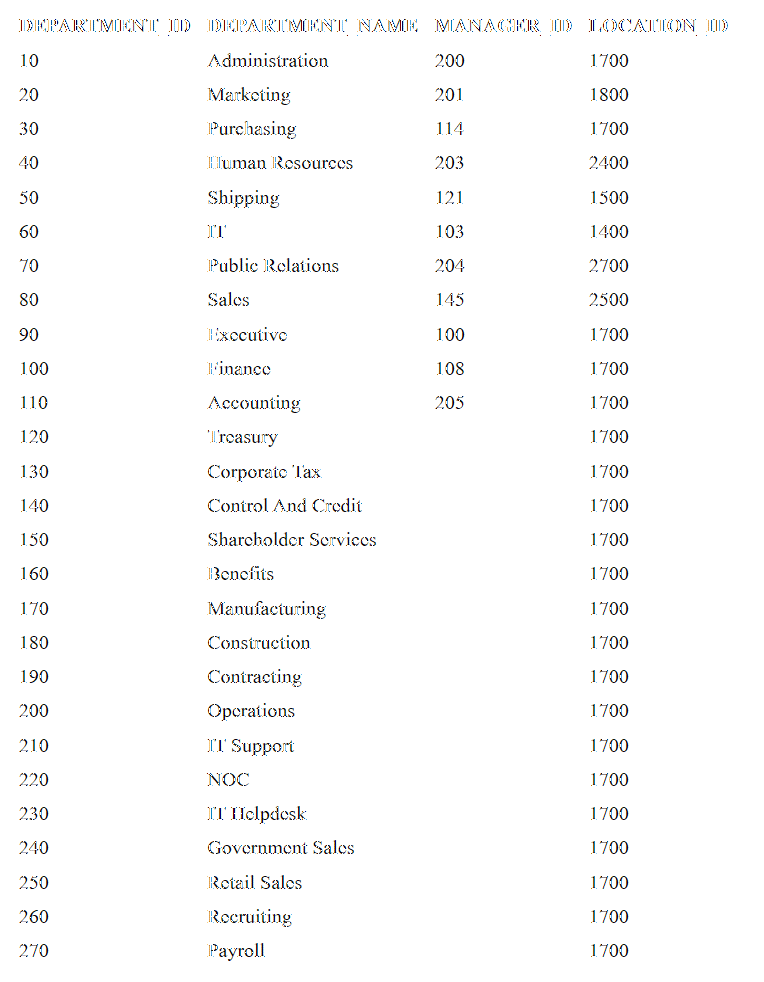 DEPARTMENT_ID DEPARTMENT_NAME MANAGER_ID LOCATION_ID
10 Administration 200 1700
20 Marketing 201 1800
30 Purchasing 114 1700
40 Human Resources 203 2400
50 Shipping 121 1500
60 IT 103 1400
70 Public Relations 204 2700
80 Sales 145 2500
90 Executive 100 1700
100 Finance 108 1700
110 Accounting 205 1700
120 Treasury 1700
130 Corporate Tax 1700
140 Control And Credit 1700
150 Shareholder Services 1700
160 Benefits 1700
170 Manufacturing 1700
180 Construction 1700
190 Contracting 1700
200 Operations 1700
210 IT Support 1700
220 NOC 1700
230 IT Helpdesk 1700
240 Government Sales 1700
250 Retail Sales 1700
260 Recruiting 1700
270 Payroll 1700